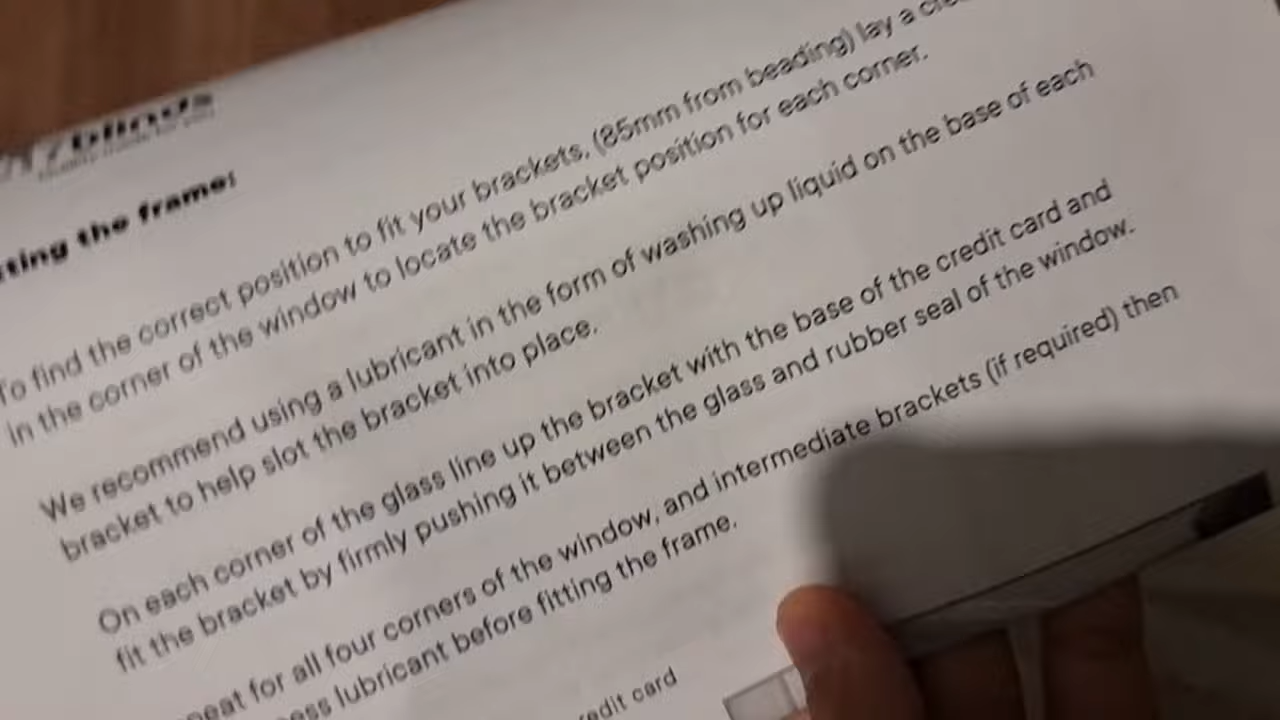 blinds
the frame:
To find the correct position to fit your brackets, (85mm from beading) lay a
in the corner of the window to locate the bracket position for each corner.
We recommend using a lubricant in the form of washing up liquid on the base of each
bracket to help slot the bracket into place.
On each corner of the glass line up the bracket with the base of the credit card and
fit the bracket by firmly pushing it between the glass and rubber seal of the window.
for all four corners of the window, and intermediate brackets (if required) then
lubricant before fitting the frame.
card